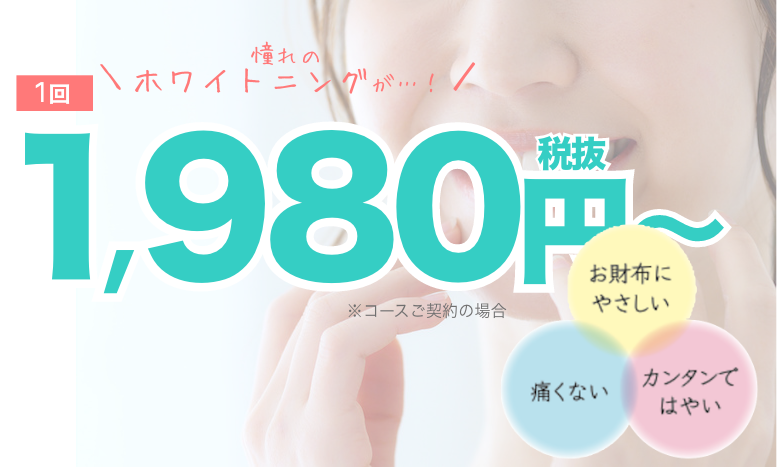 憧れの
\ ホワイトニングが…! /
1回
1,980円〜
税抜
※コースご契約の場合
お財布に
やさしい
痛くない
カンタンで
はやい